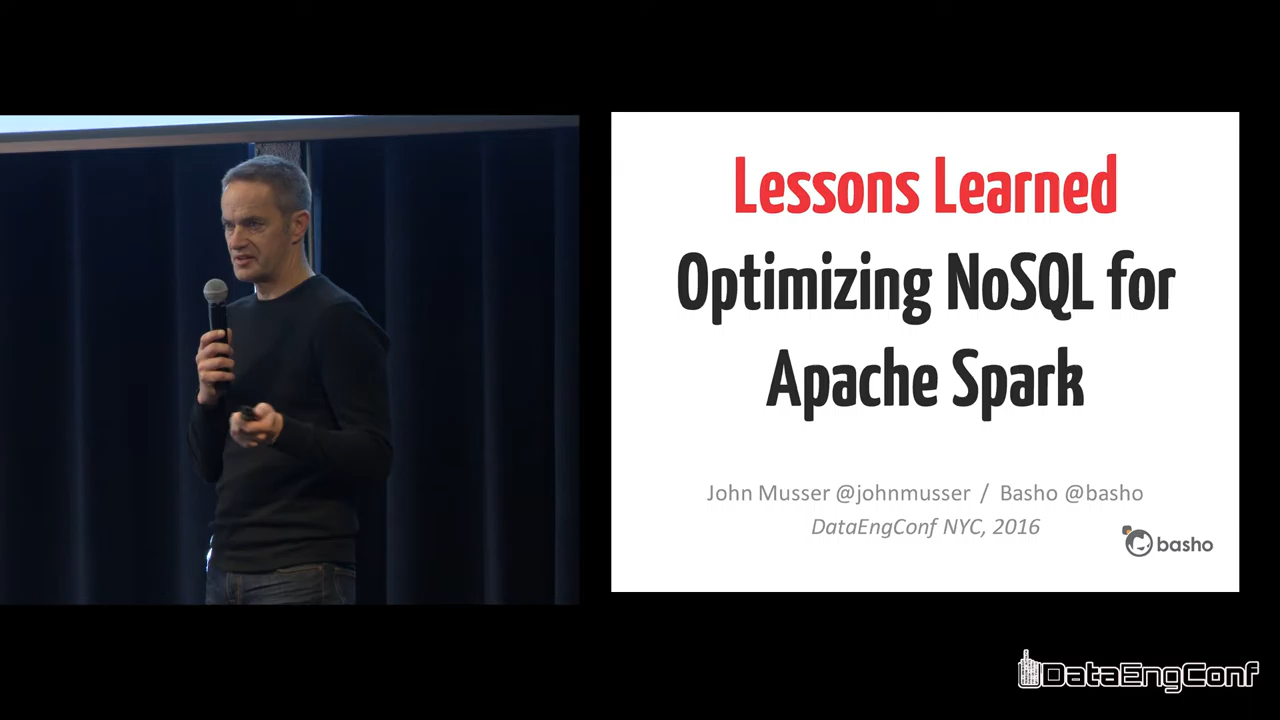 Lessons Learned
Optimizing NoSQL for
Apache Spark
John Musser @johnmusser / Basho @basho
DataEngConf NYC, 2016
basho
DataEngConf